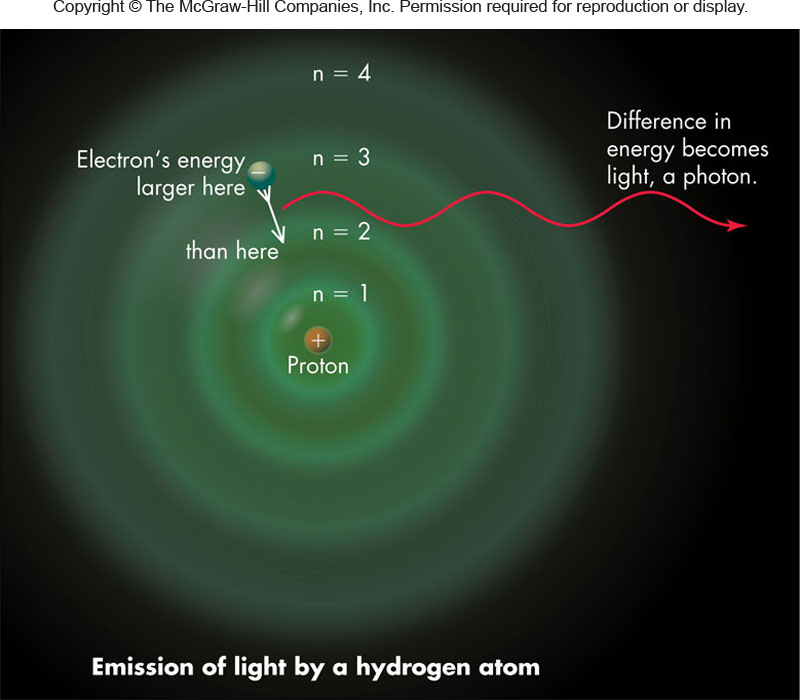 Copyright © The McGraw-Hill Companies, Inc. Permission required for reproduction or display.
n = 4
Difference in
energy becomes
light, a photon.
Electron's energy
larger here
n = 3
−
than here
n = 2
n = 1
+
Proton
Emission of light by a hydrogen atom